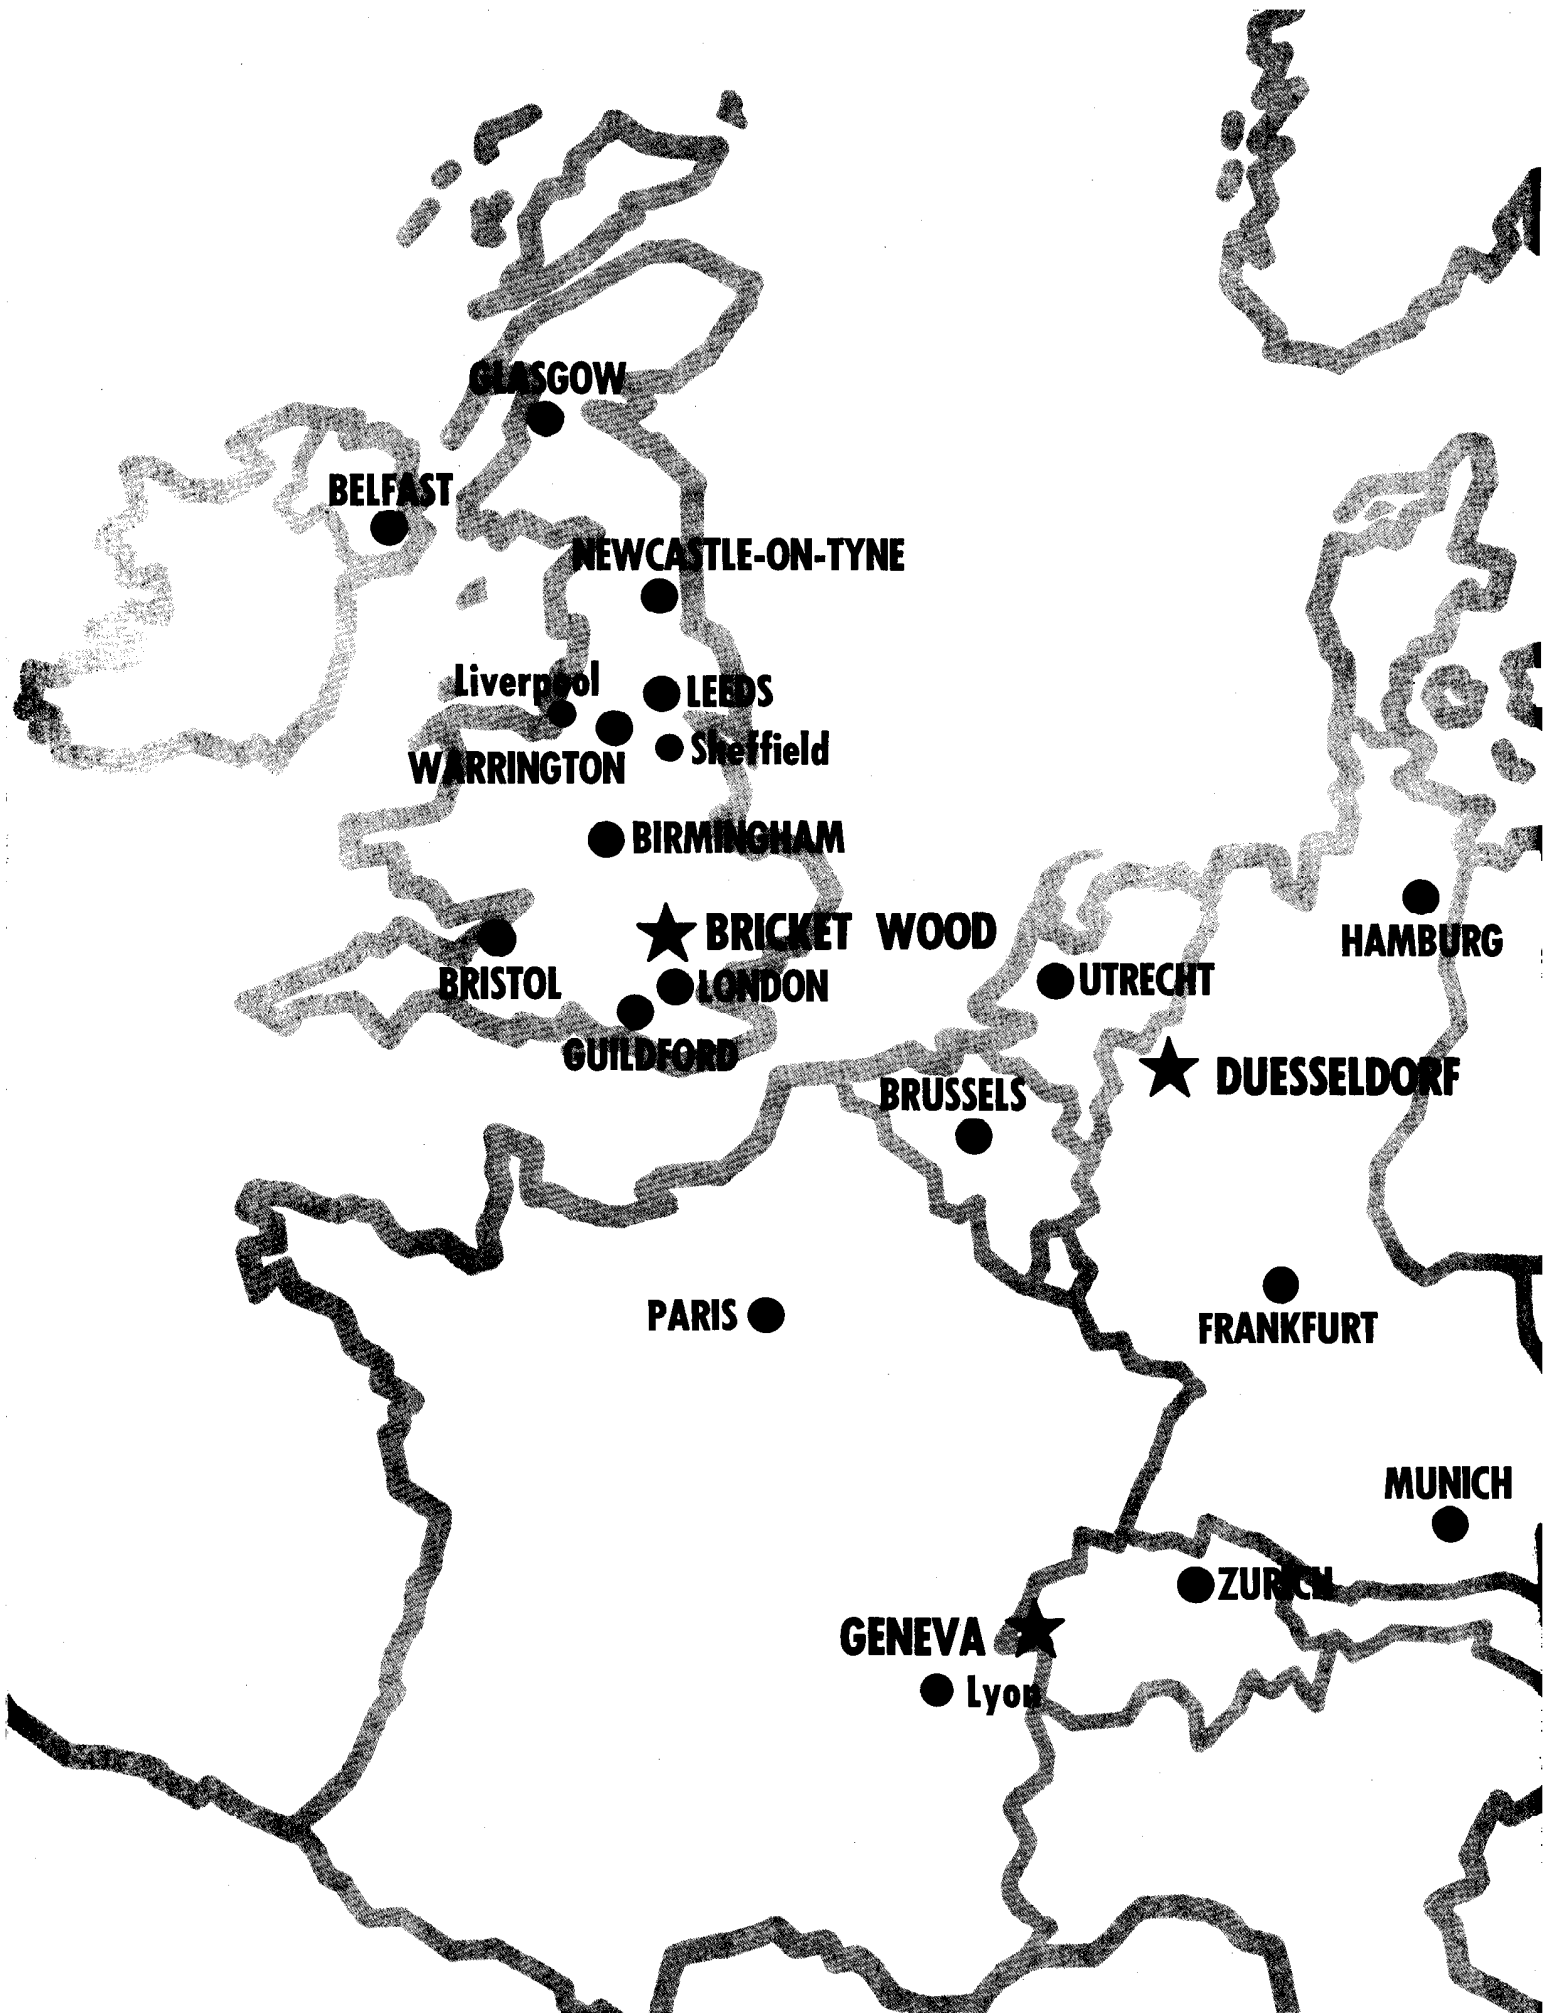 GLASGOW
BELFAST
NEWCASTLE-ON-TYNE
Liverpool
LEEDS
WARRINGTON
Sheffield
BIRMINGHAM
BRICKET WOOD
HAMBURG
BRISTOL
LONDON
UTRECHT
GUILDFORD
DUESSELDORF
BRUSSELS
PARIS
FRANKFURT
MUNICH
ZURICH
GENEVA
Lyon